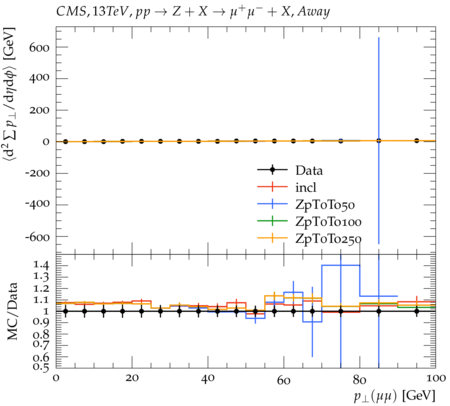 CMS, 13TeV, pp → Z + X → μ⁺μ⁻ + X, Away
⟨d² ∑ p⊥/dηdϕ⟩ [GeV]
600
400
200
0
-200
-400
-600
Data
incl
ZpToTo50
ZpToTo100
ZpToTo250
MC/Data
1.4
1.3
1.2
1.1
1
0.9
0.8
0.7
0.6
0.5
0 20 40 60 80 100
p⊥(μμ) [GeV]